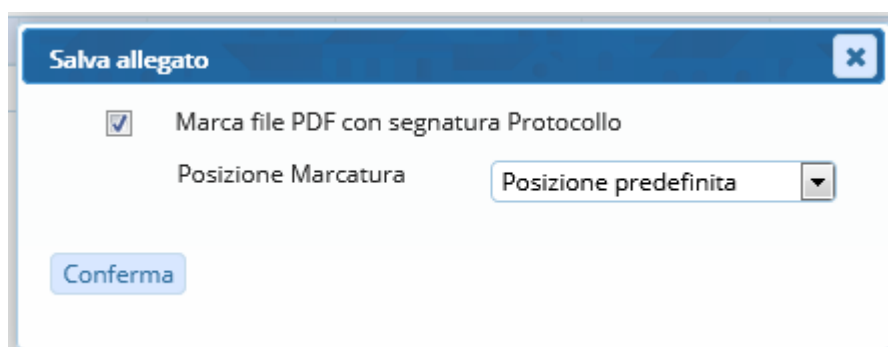 Salva allegato
Marca file PDF con segnatura Protocollo
Posizione Marcatura
Posizione predefinita
Conferma